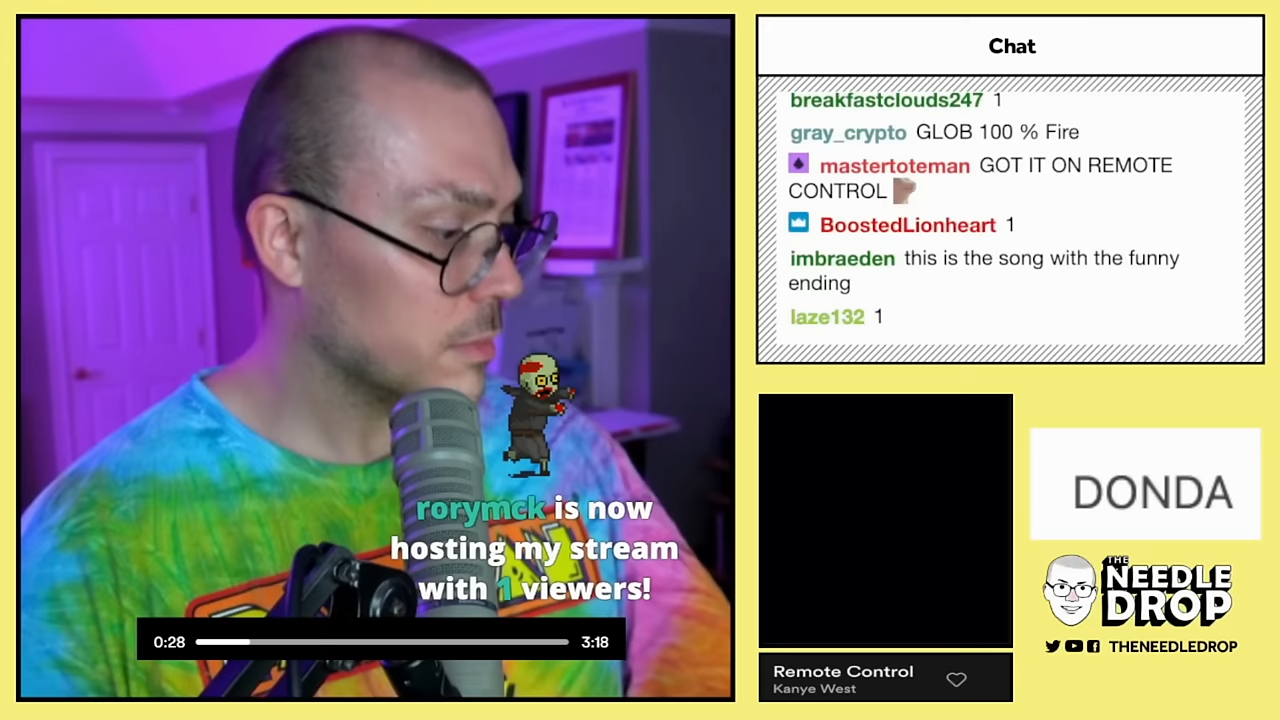 Chat
breakfastclouds247 1
gray_crypto GLOB 100 % Fire
mastertoteman GOT IT ON REMOTE
CONTROL
BoostedLionheart 1
imbraeden this is the song with the funny
ending
laze132 1
rorymck is now
hosting my stream
with 1 viewers!
0:28 3:18
DONDA
THE
NEEDLE
DROP
THENEEDLEDROP
Remote Control
Kanye West